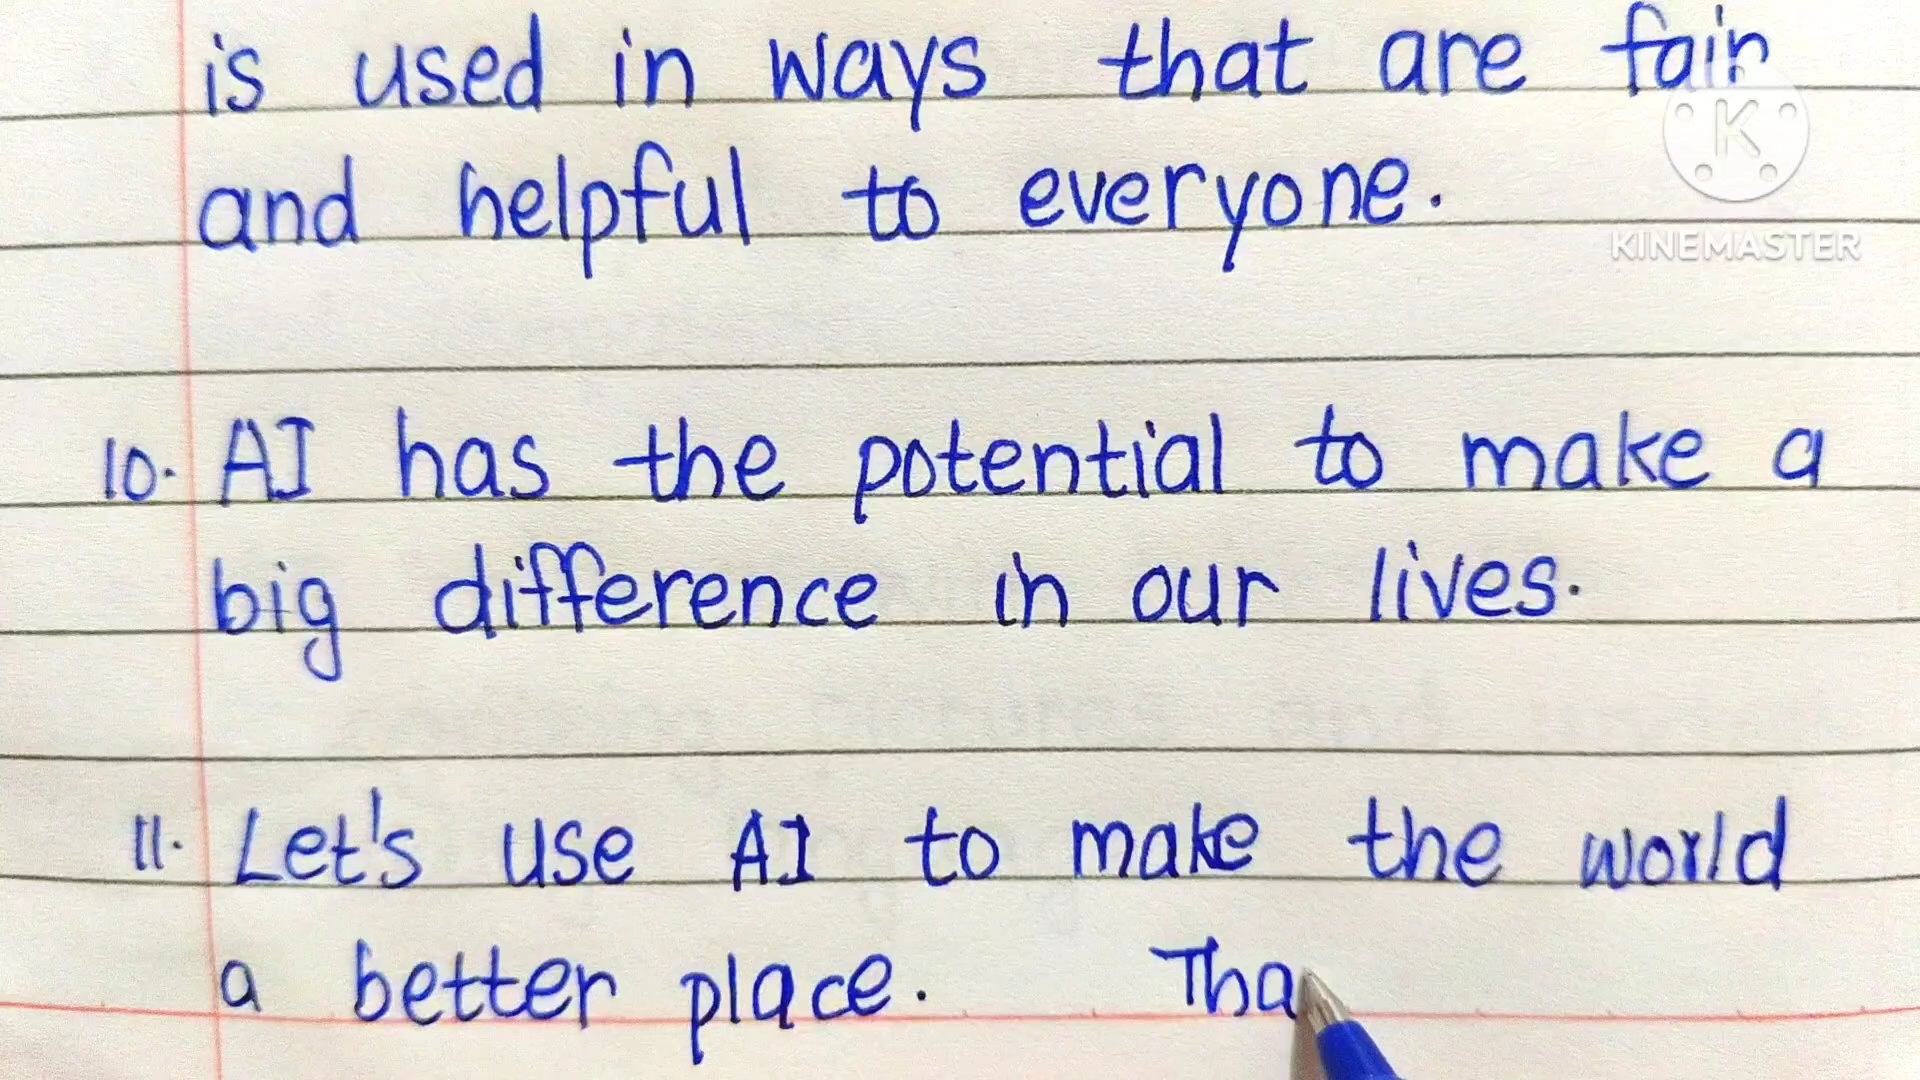 is used in ways that are fair
and helpful to everyone.
10. AI has the potential to make a
big difference in our lives.
11. Let's use AI to make the world
a better place. Tha
K
KINEMASTER